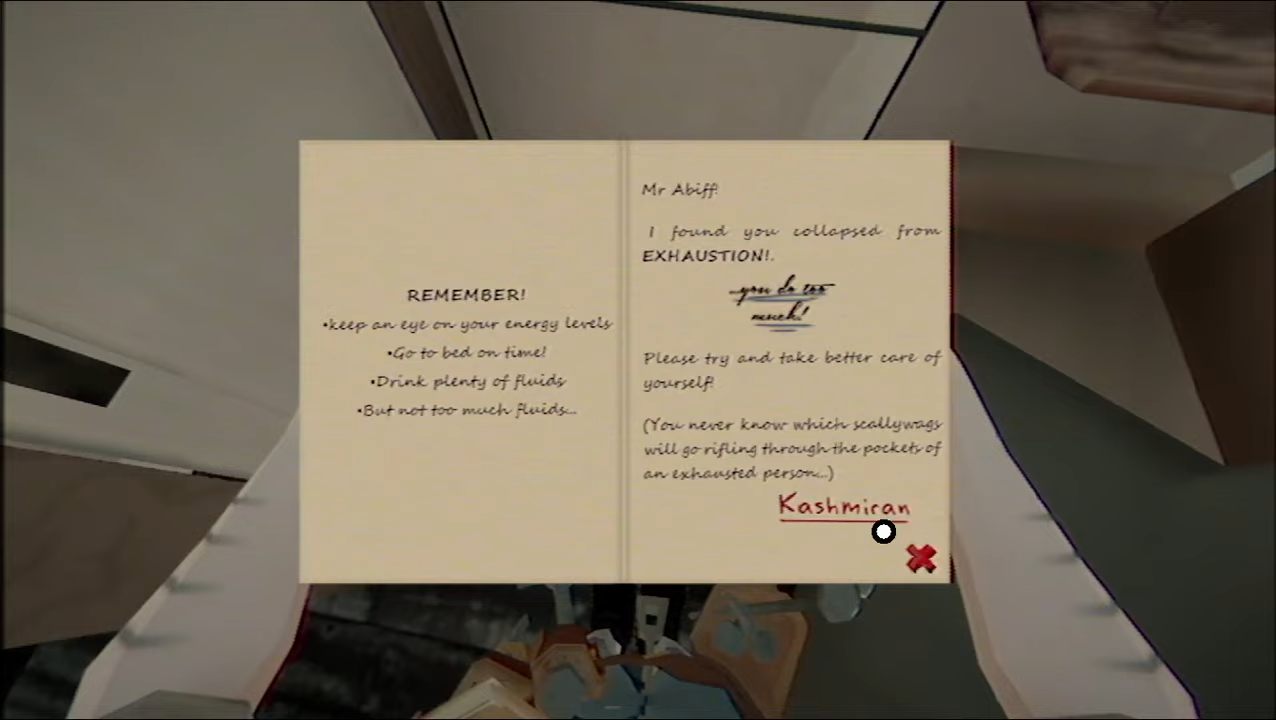 REMEMBER!
•keep an eye on your energy levels
•Go to bed on time!
•Drink plenty of fluids
•But not too much fluids...
Mr Abiff!
I found you collapsed from
EXHAUSTION!.
you do too
much!
Please try and take better care of
yourself!
(You never know which scallywags
will go rifling through the pockets of
an exhausted person...)
Kashmiran